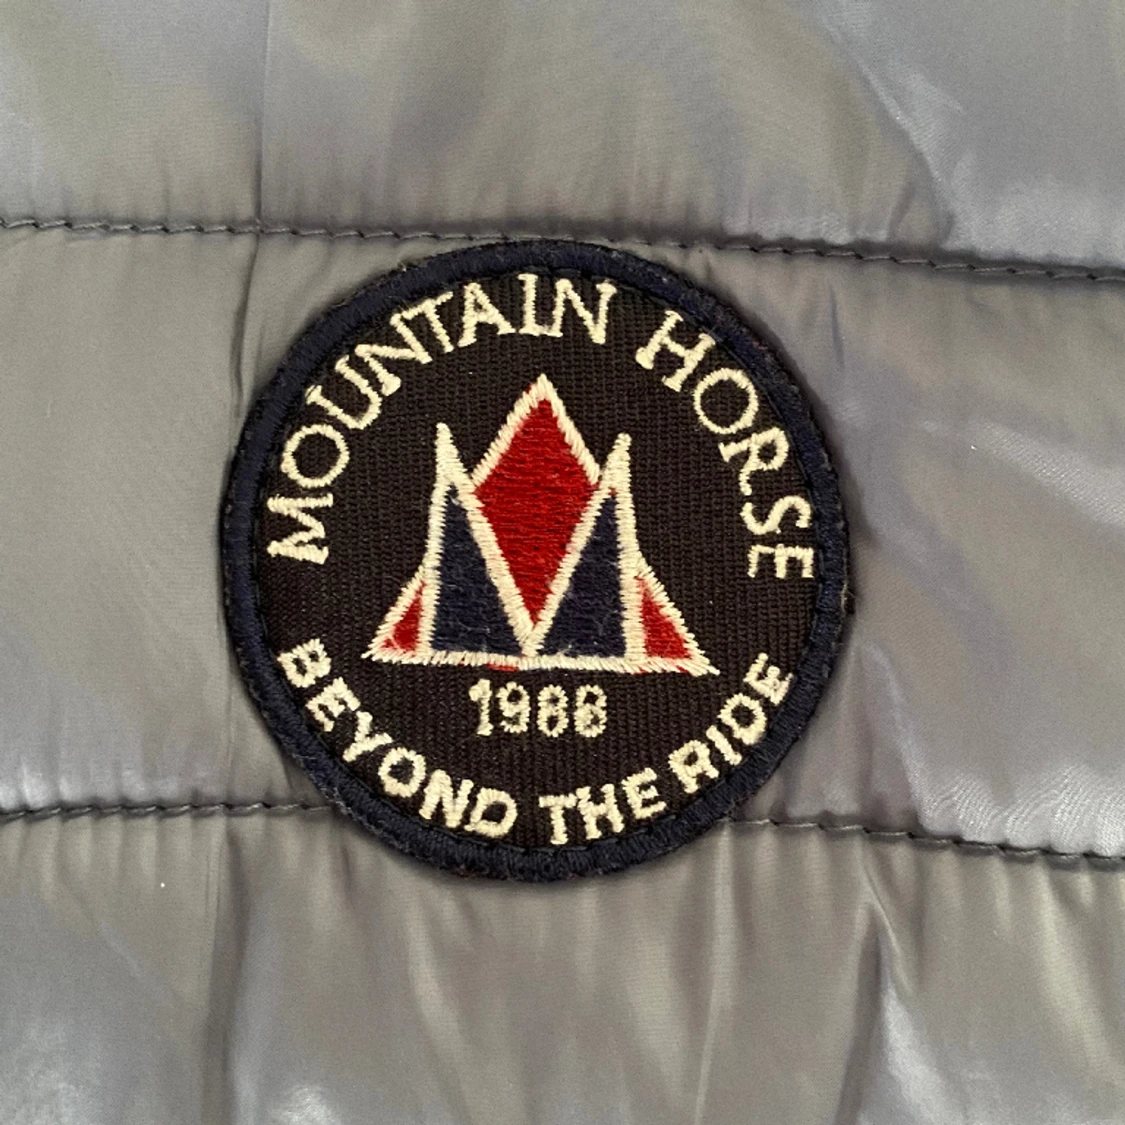 MOUNTAIN HORSE
1988
BEYOND THE RIDE